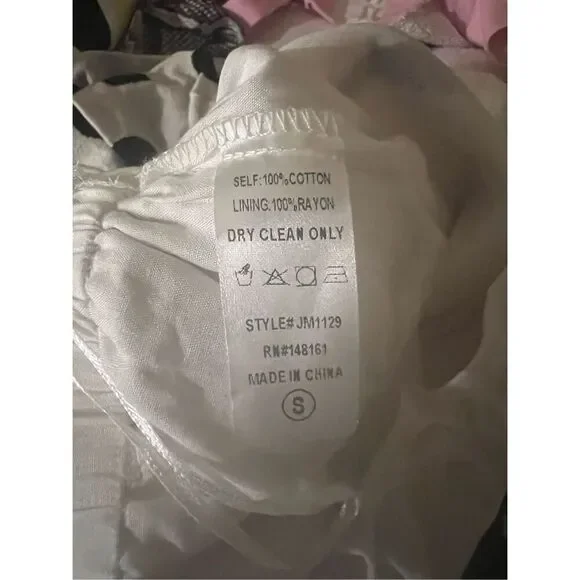 SELF:100%COTTON
LINING:100%RAYON
DRY CLEAN ONLY
STYLE# JM1129
RN#148161
MADE IN CHINA
S